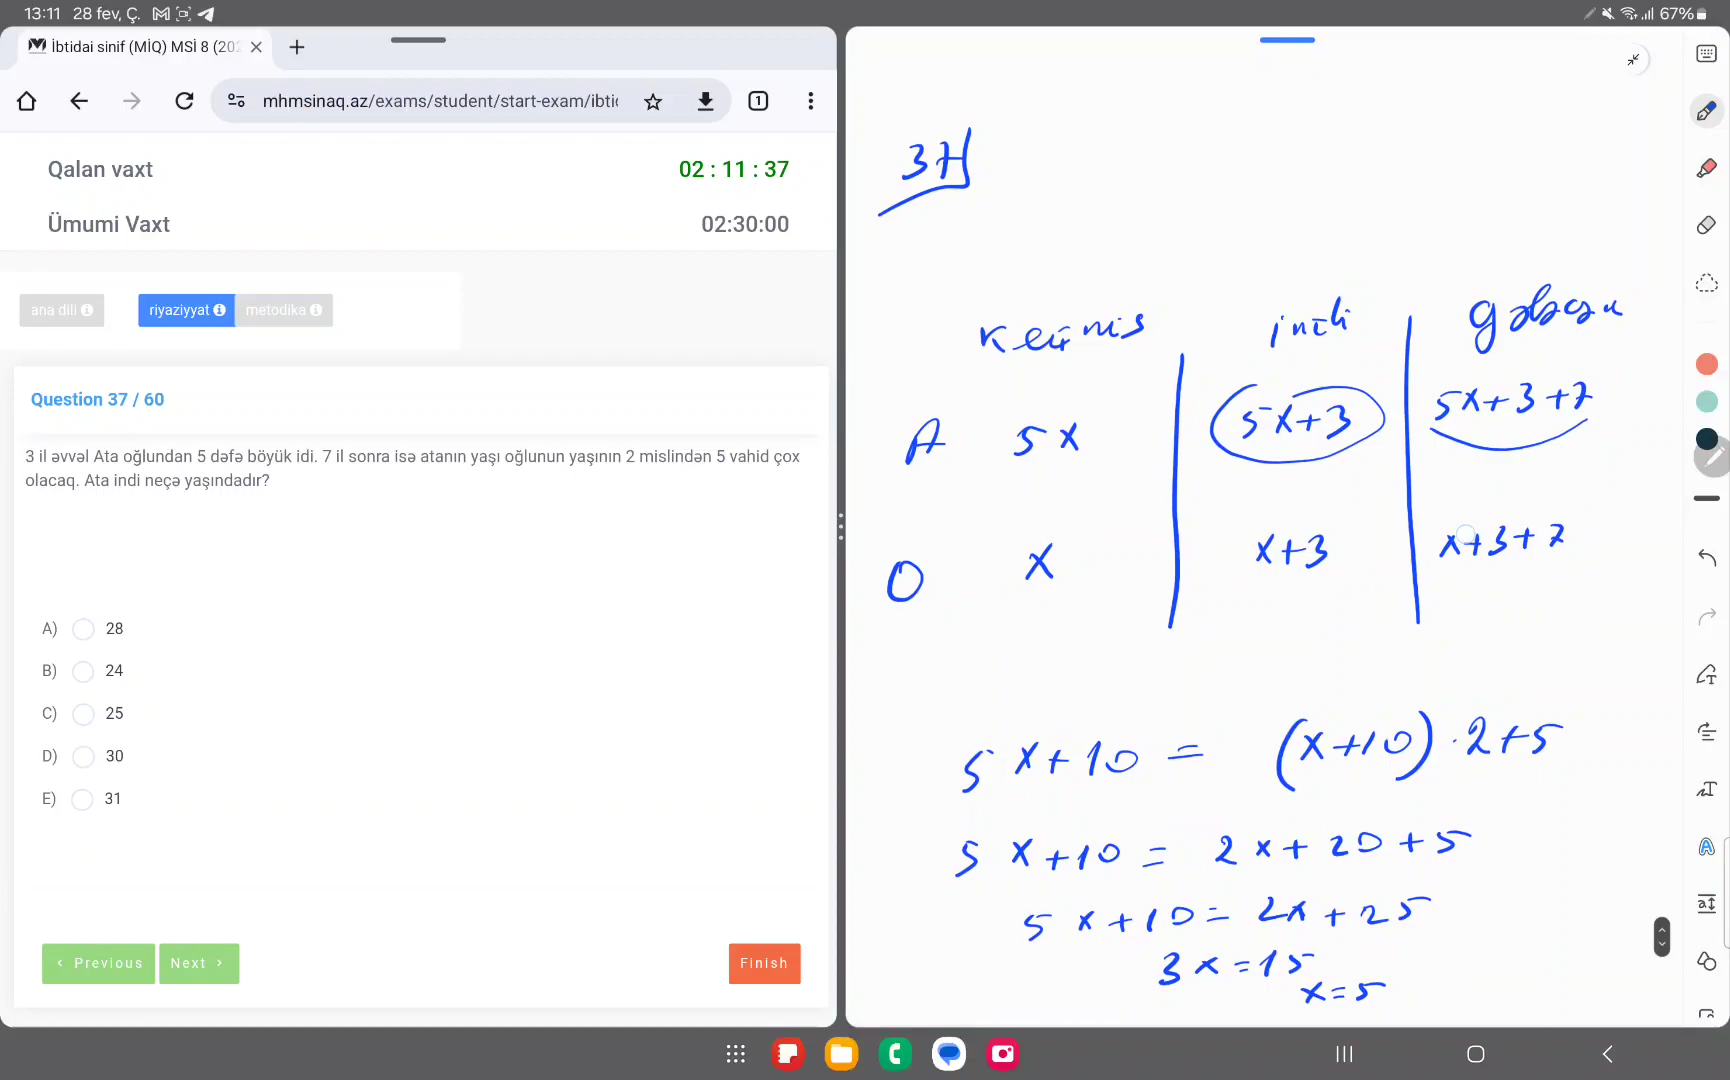 13:11 28 fev, Ç.
67%
İbtidai sinif (MİQ) MSİ 8 (202
mhmsinaq.az/exams/student/start-exam/ibtid
1
Qalan vaxt 02 : 11 : 37
Ümumi Vaxt 02:30:00
ana dili riyaziyyat metodika
Question 37 / 60
3 il əvvəl Ata oğlundan 5 dəfə böyük idi. 7 il sonra isə atanın yaşı oğlunun yaşının 2 mislindən 5 vahid çox
olacaq. Ata indi neçə yaşındadır?
A) 28
B) 24
C) 25
D) 30
E) 31
‹ Previous Next ›
Finish
37
indi
A 5x 5x+3 5x+3+7
O x x+3 x+3+7
5x+10 = (x+10)·2+5
5x+10 = 2x+20+5
5x+10 = 2x+25
3x=15
x=5